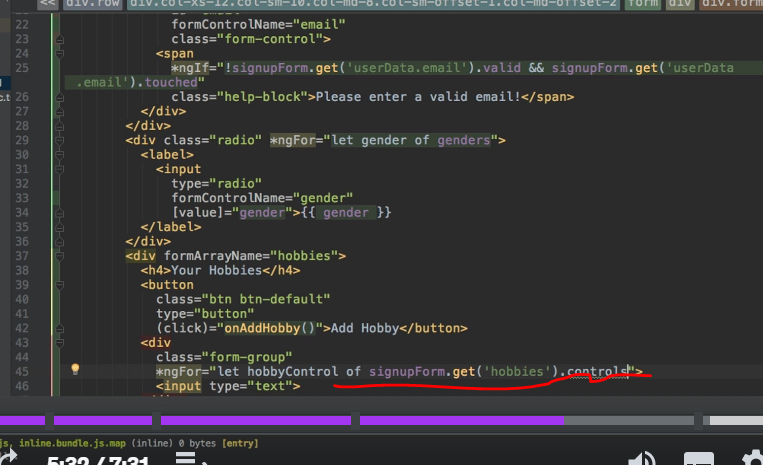 << div.row div.col-xs-12.col-sm-10.col-md-8.col-sm-offset-1.col-md-offset-2 form div div.form
22 formControlName="email"
23 class="form-control">
24 <span
25 *ngIf="!signupForm.get('userData.email').valid && signupForm.get('userData
.email').touched"
26 class="help-block">Please enter a valid email!</span>
27 </div>
28 </div>
29 <div class="radio" *ngFor="let gender of genders">
30 <label>
31 <input
32 type="radio"
33 formControlName="gender"
34 [value]="gender">{{ gender }}
35 </label>
36 </div>
37 <div formArrayName="hobbies">
38 <h4>Your Hobbies</h4>
39 <button
40 class="btn btn-default"
41 type="button"
42 (click)="onAddHobby()">Add Hobby</button>
43 <div
44 class="form-group"
45 *ngFor="let hobbyControl of signupForm.get('hobbies').controls">
46 <input type="text">
js, inline.bundle.js.map (inline) 0 bytes [entry]
5:32 / 7:31